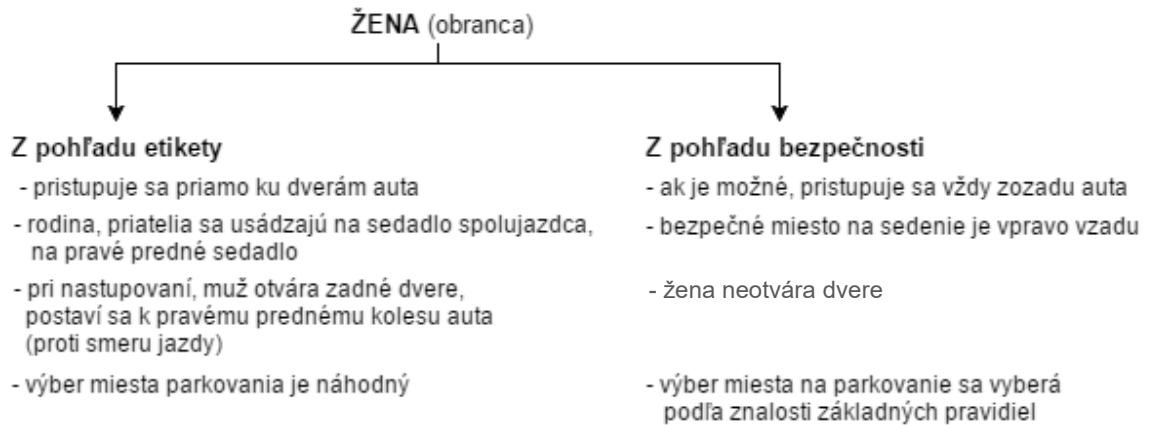 ŽENA (obranca)
Z pohľadu etikety
- pristupuje sa priamo ku dverám auta
- rodina, priatelia sa usádzajú na sedadlo spolujazdca,
na pravé predné sedadlo
- pri nastupovaní, muž otvára zadné dvere,
postaví sa k pravému prednému kolesu auta
(proti smeru jazdy)
- výber miesta parkovania je náhodný
Z pohľadu bezpečnosti
- ak je možné, pristupuje sa vždy zozadu auta
- bezpečné miesto na sedenie je vpravo vzadu
- žena neotvára dvere
- výber miesta na parkovanie sa vyberá
podľa znalosti základných pravidiel